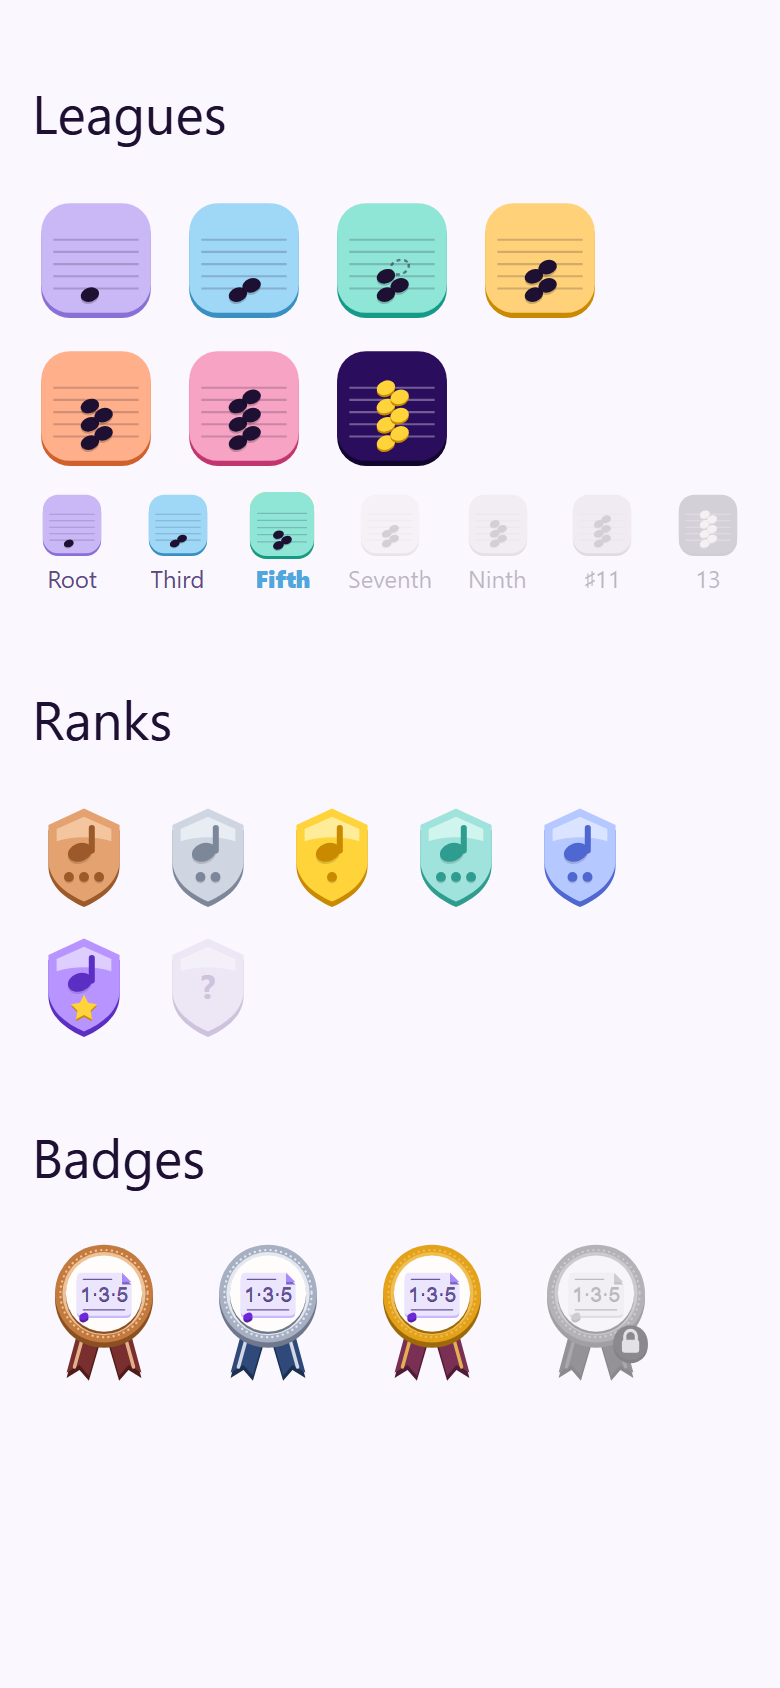 Leagues
Root Third Fifth Seventh Ninth ♯11 13
Ranks
?
Badges
1·3·5 1·3·5 1·3·5 1·3·5